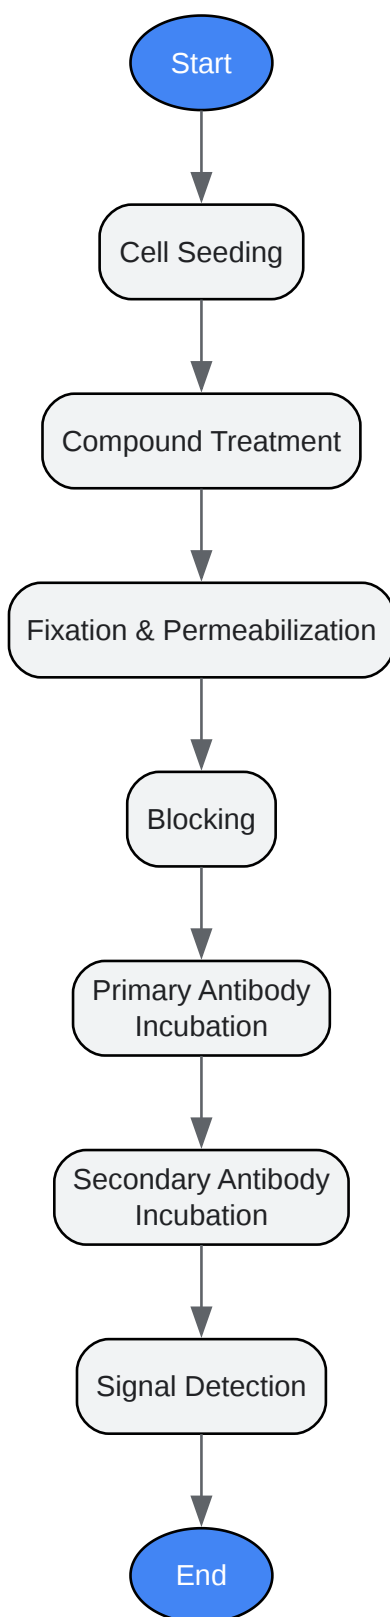 Start
Cell Seeding
Compound Treatment
Fixation & Permeabilization
Blocking
Primary Antibody
Incubation
Secondary Antibody
Incubation
Signal Detection
End